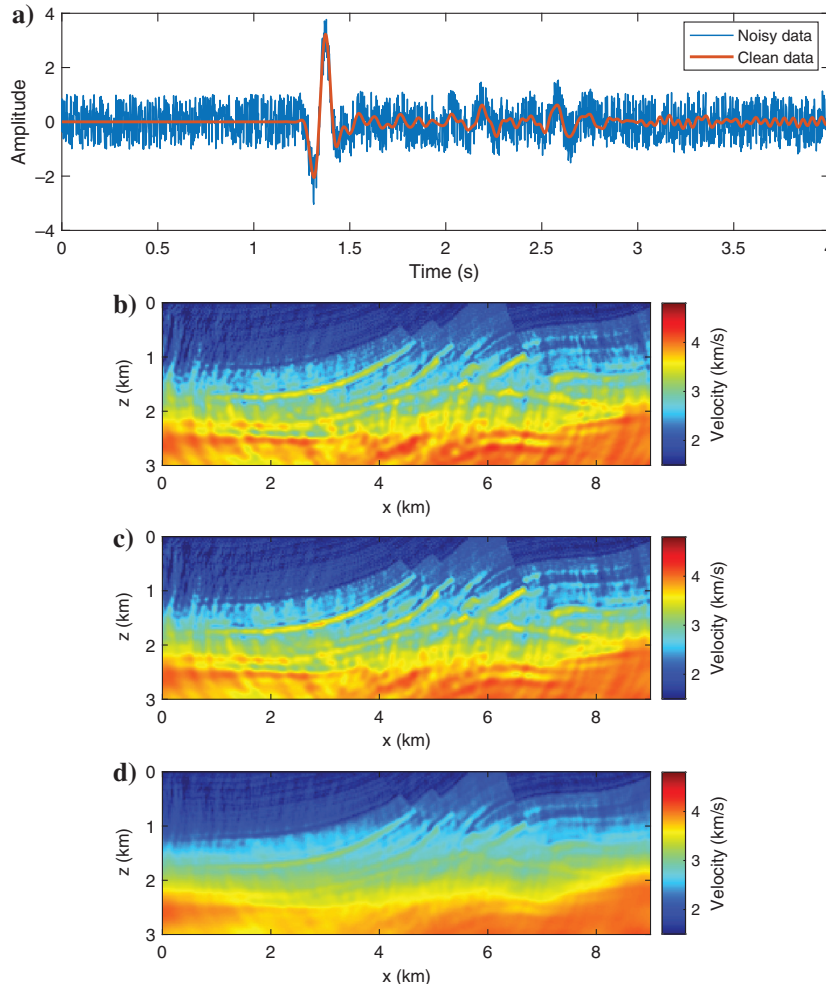 a)
4
2
0
−2
−4
Amplitude
Noisy data
Clean data
0 0.5 1 1.5 2 2.5 3 3.5 4
Time (s)
b)
0
1
2
3
z (km)
0 2 4 6 8
x (km)
4
3
2
Velocity (km/s)
c)
0
1
2
3
z (km)
0 2 4 6 8
x (km)
4
3
2
Velocity (km/s)
d)
0
1
2
3
z (km)
0 2 4 6 8
x (km)
4
3
2
Velocity (km/s)